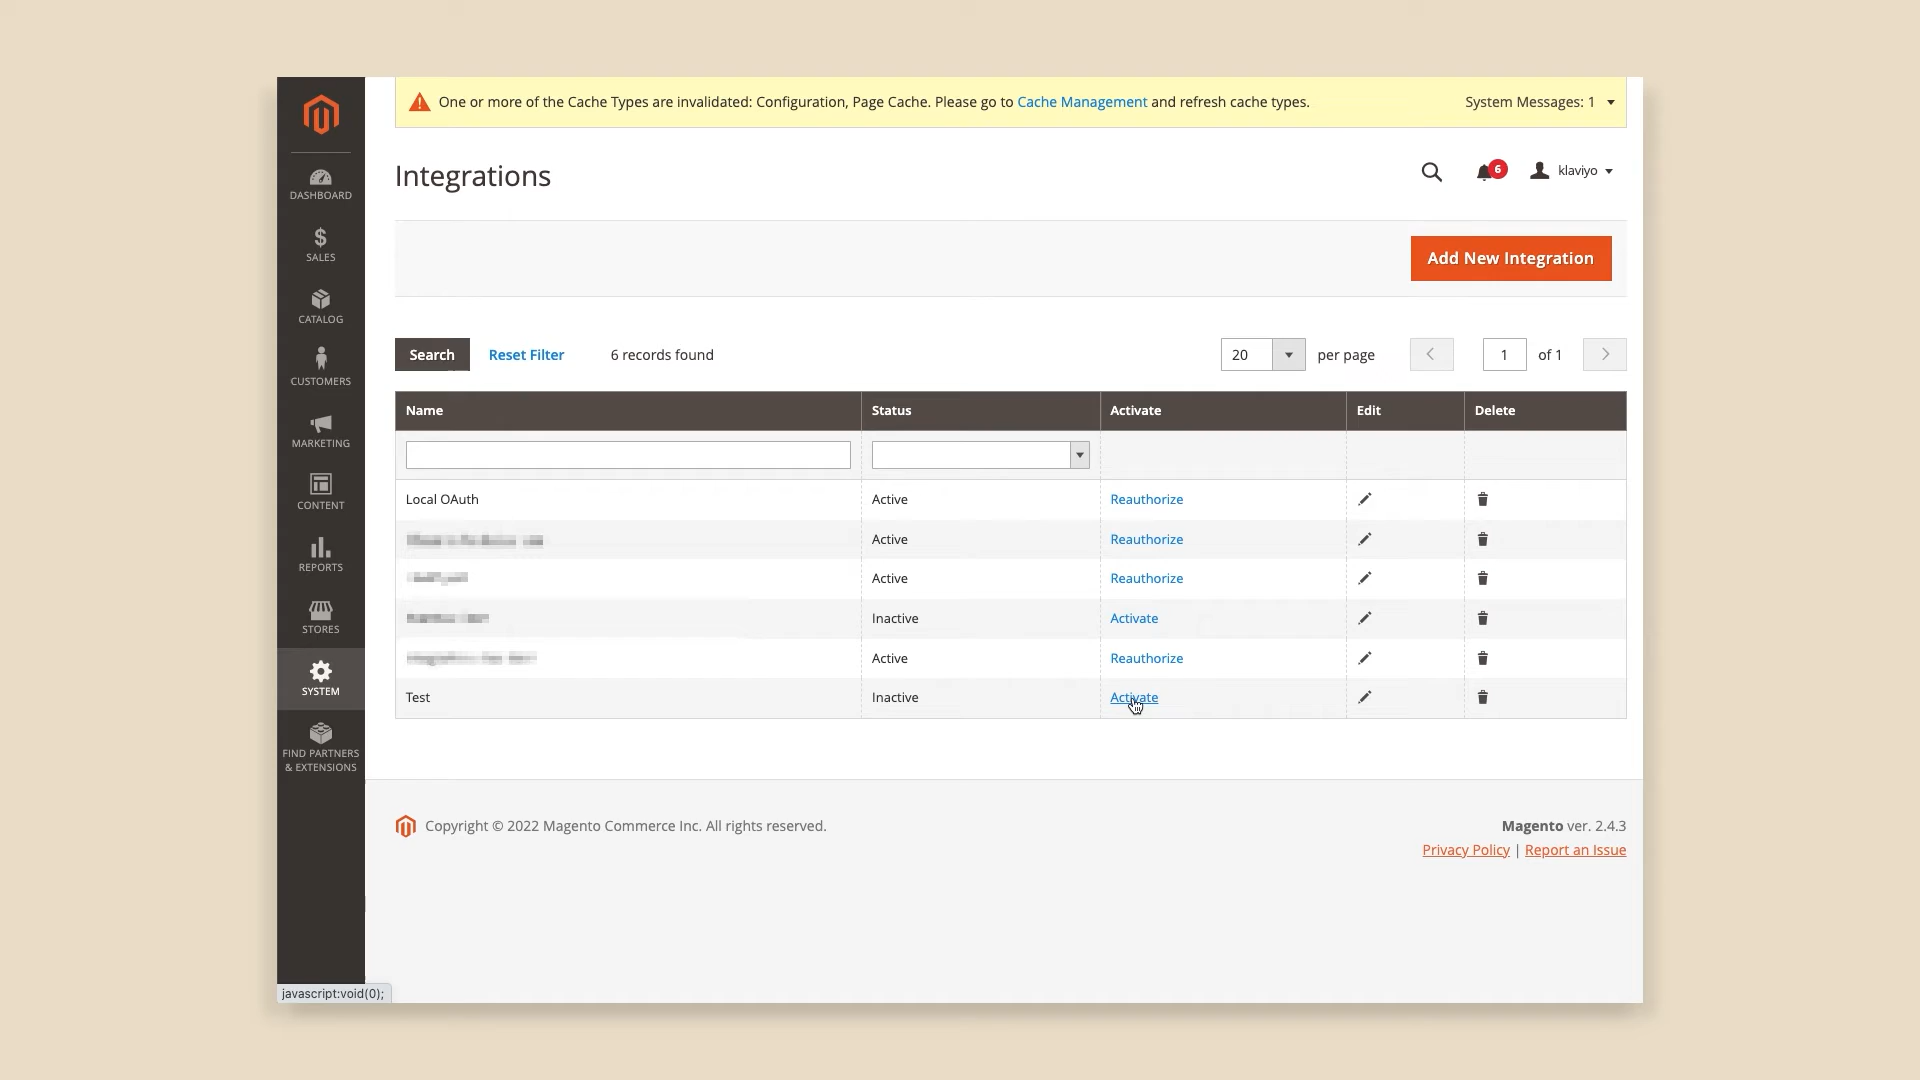 One or more of the Cache Types are invalidated: Configuration, Page Cache. Please go to Cache Management and refresh cache types. System Messages: 1
Integrations
6
klaviyo
Add New Integration
Search Reset Filter 6 records found 20 per page 1 of 1
Name Status Activate Edit Delete
Local OAuth Active Reauthorize
Active Reauthorize
Active Reauthorize
Inactive Activate
Active Reauthorize
Test Inactive Activate
DASHBOARD
SALES
CATALOG
CUSTOMERS
MARKETING
CONTENT
REPORTS
STORES
SYSTEM
FIND PARTNERS
& EXTENSIONS
Copyright © 2022 Magento Commerce Inc. All rights reserved.
Magento ver. 2.4.3
Privacy Policy | Report an Issue
javascript:void(0);